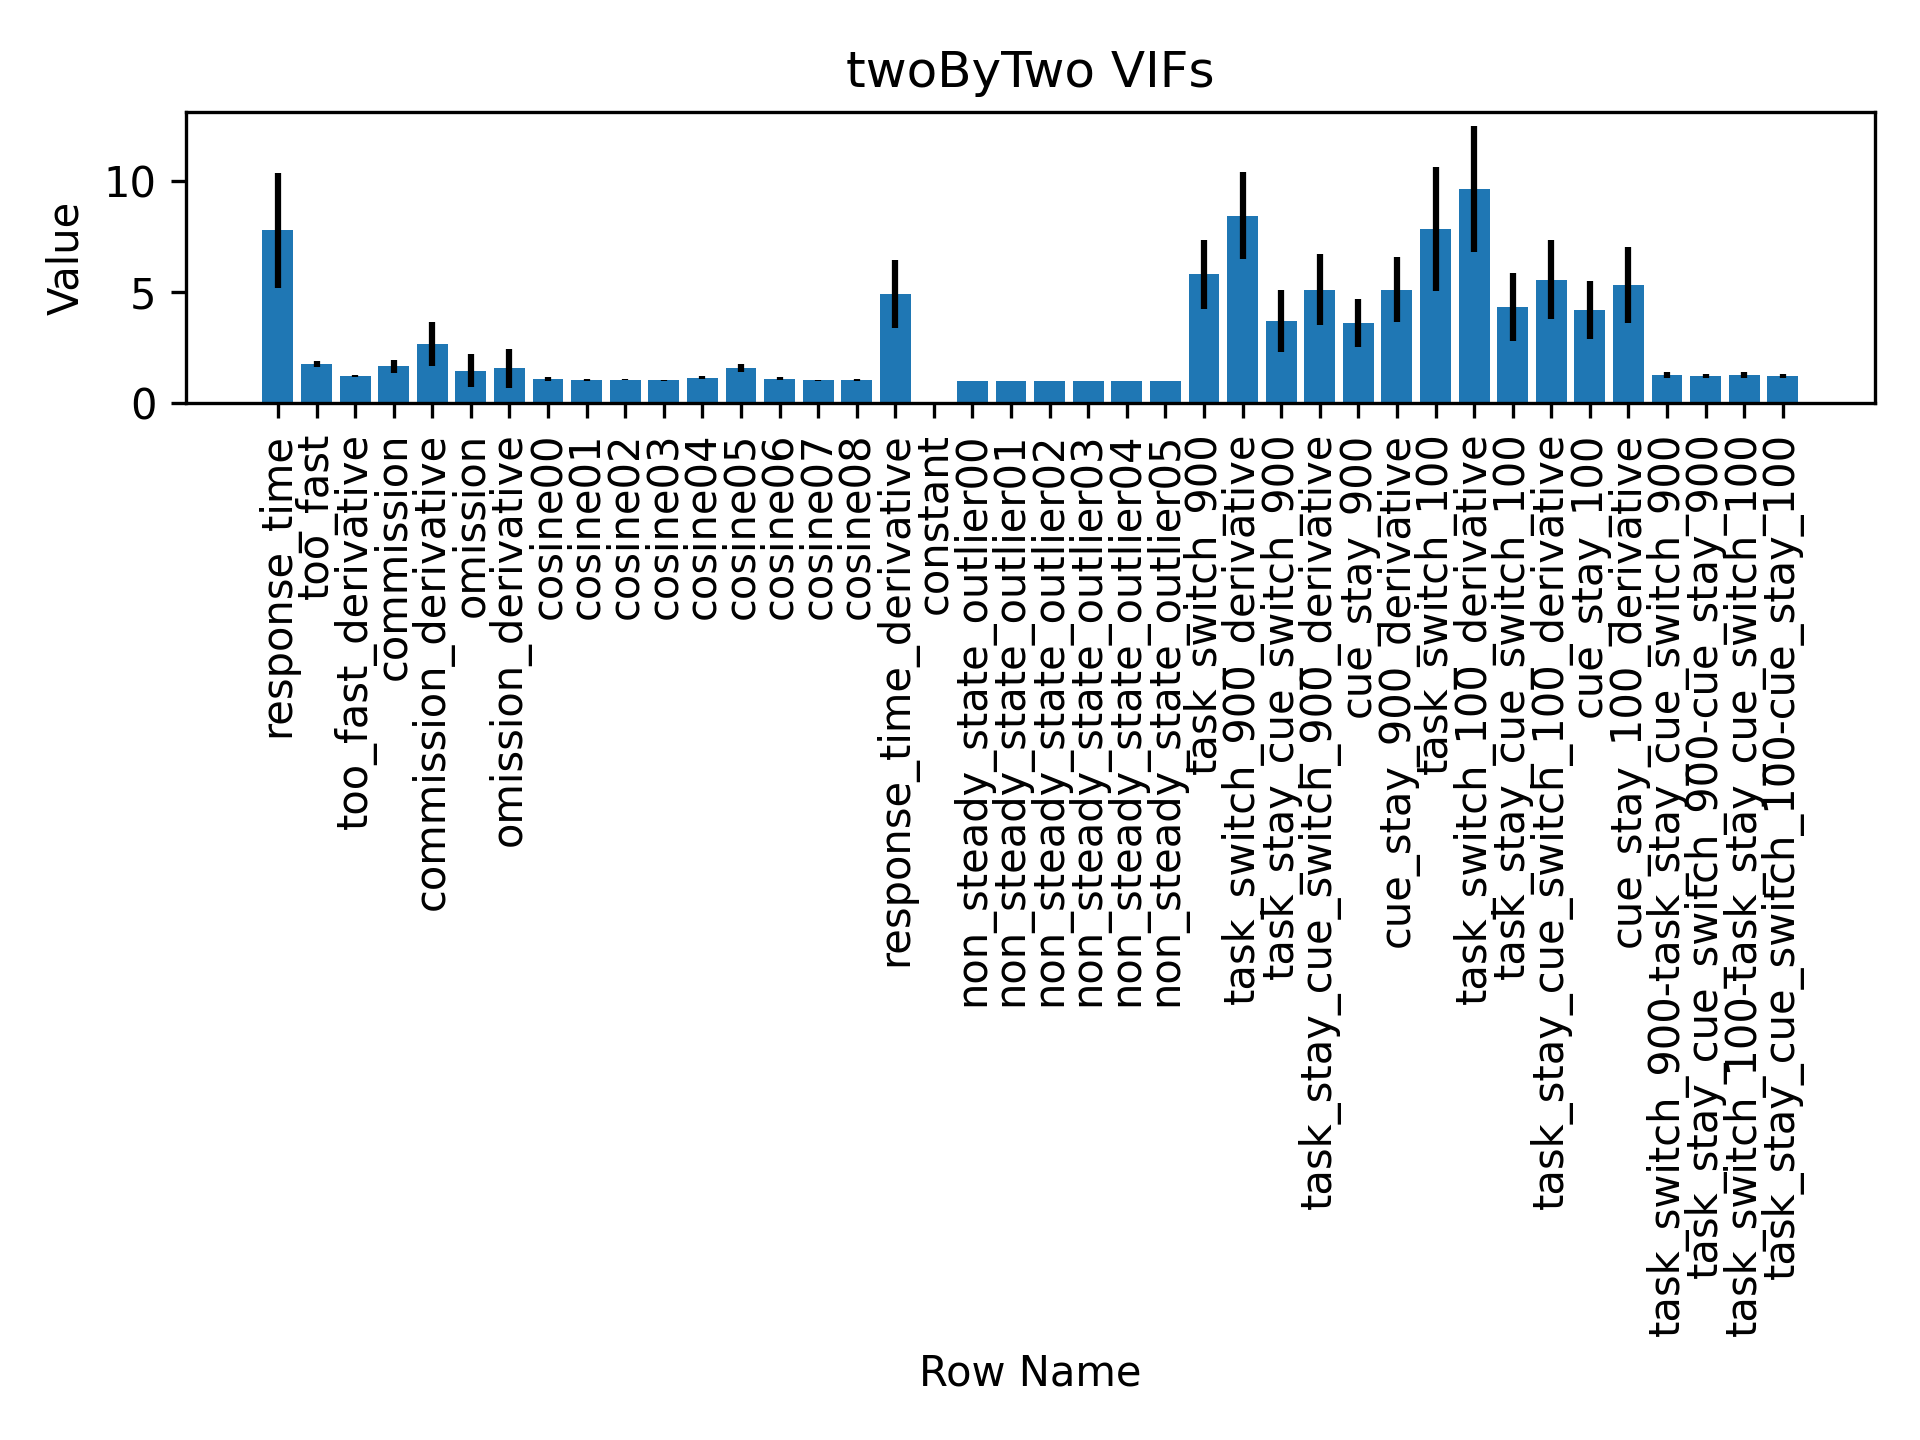 twoByTwo VIFs
Value
10
5
0
response_time
too_fast
too_fast_derivative
commission
commission_derivative
omission
omission_derivative
cosine00
cosine01
cosine02
cosine03
cosine04
cosine05
cosine06
cosine07
cosine08
response_time_derivative
constant
non_steady_state_outlier00
non_steady_state_outlier01
non_steady_state_outlier02
non_steady_state_outlier03
non_steady_state_outlier04
non_steady_state_outlier05
task_switch_900
task_switch_900_derivative
task_stay_cue_switch_900
task_stay_cue_switch_900_derivative
cue_stay_900
cue_stay_900_derivative
task_switch_100
task_switch_100_derivative
task_stay_cue_switch_100
task_stay_cue_switch_100_derivative
cue_stay_100
cue_stay_100_derivative
task_switch_900-task_stay_cue_switch_900
task_stay_cue_switch_900-cue_stay_900
task_switch_100-task_stay_cue_switch_100
task_stay_cue_switch_100-cue_stay_100
Row Name